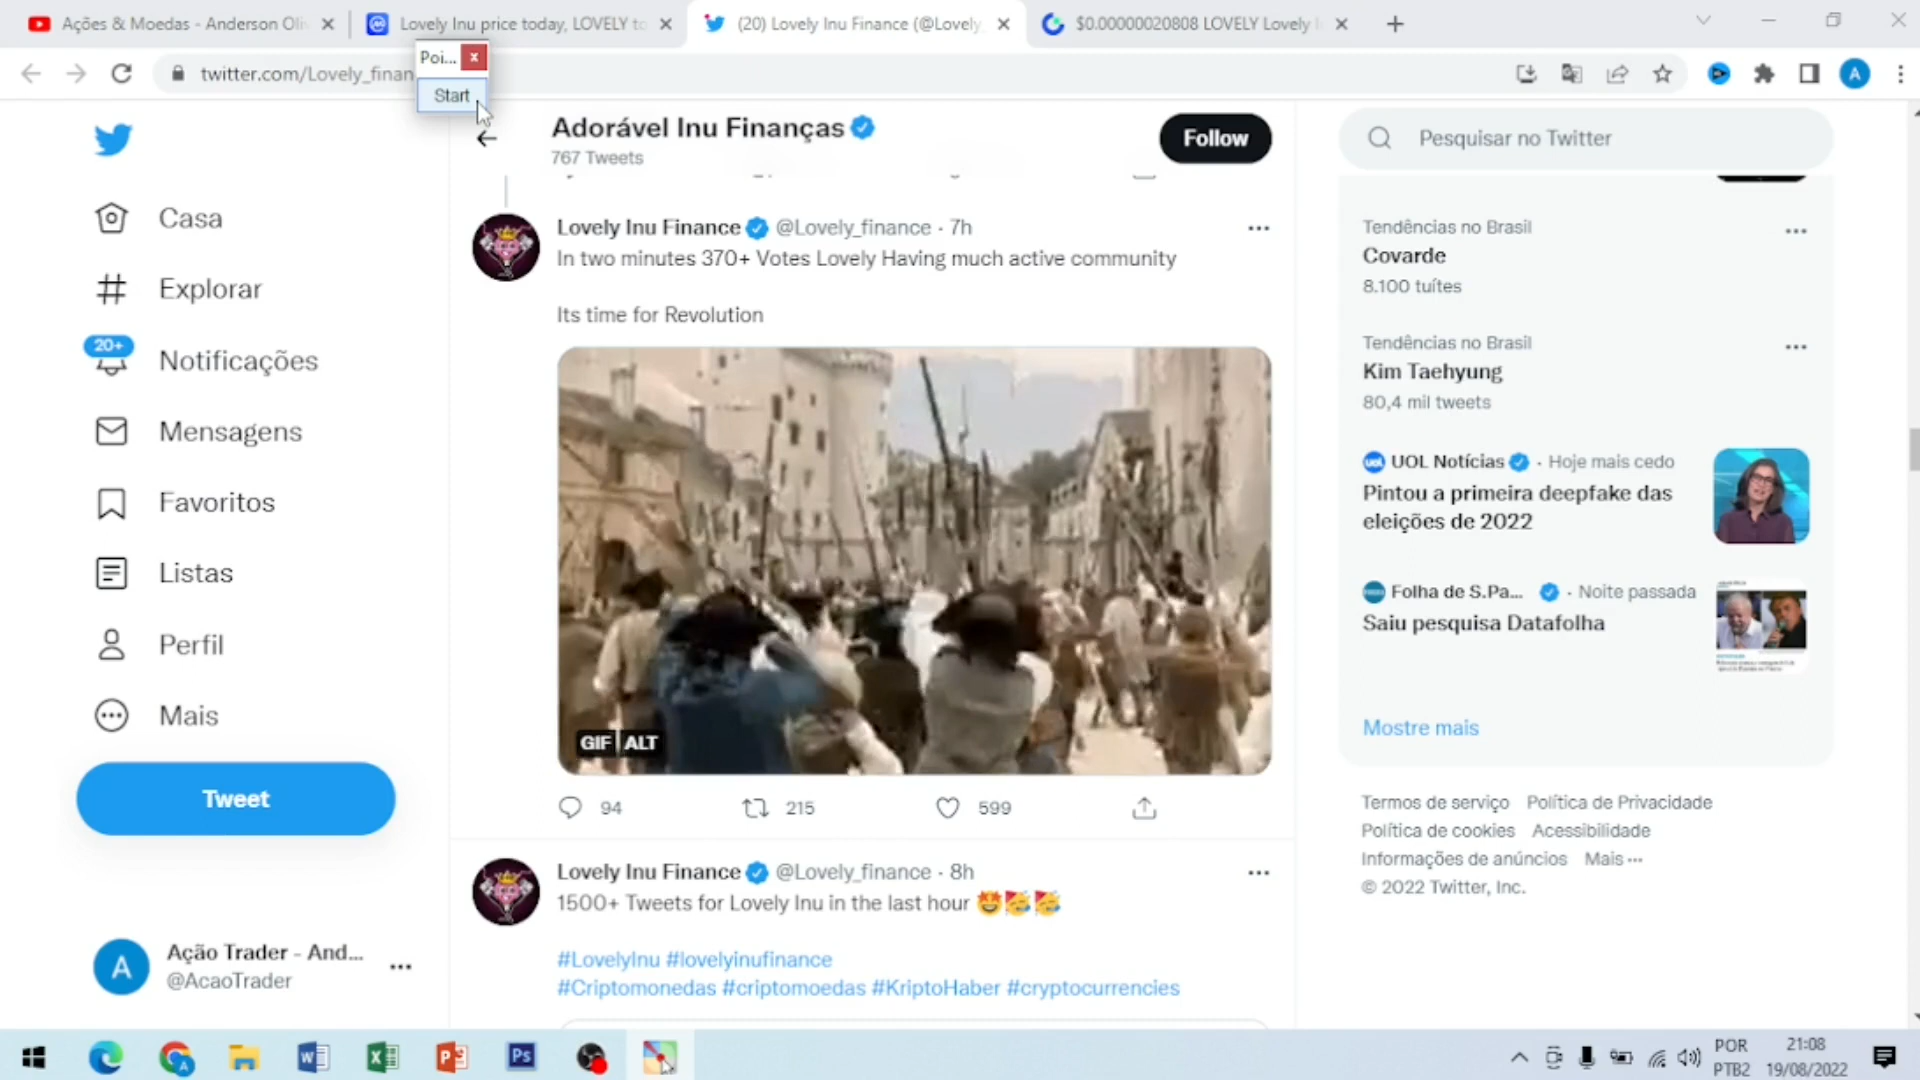 Ações & Moedas - Anderson Oli
Lovely Inu price today, LOVELY to
(20) Lovely Inu Finance (@Lovely_
$0.00000020808 LOVELY Lovely I
twitter.com/Lovely_finan
Poi...
Start
Adorável Inu Finanças
767 Tweets
Follow
Pesquisar no Twitter
Casa
Explorar
20+
Notificações
Mensagens
Favoritos
Listas
Perfil
Mais
Tweet
Ação Trader - And...
@AcaoTrader
Lovely Inu Finance @Lovely_finance · 7h
In two minutes 370+ Votes Lovely Having much active community
Its time for Revolution
GIF ALT
94
215
599
Lovely Inu Finance @Lovely_finance · 8h
1500+ Tweets for Lovely Inu in the last hour 🤩🥳🥳
#LovelyInu #lovelyinufinance
#Criptomonedas #criptomoedas #KriptoHaber #cryptocurrencies
Tendências no Brasil
Covarde
8.100 tuítes
Tendências no Brasil
Kim Taehyung
80,4 mil tweets
UOL Notícias · Hoje mais cedo
Pintou a primeira deepfake das
eleições de 2022
Folha de S.Pa... · Noite passada
Saiu pesquisa Datafolha
Mostre mais
Termos de serviço Política de Privacidade
Política de cookies Acessibilidade
Informações de anúncios Mais ···
© 2022 Twitter, Inc.
POR
PTB2
21:08
19/08/2022